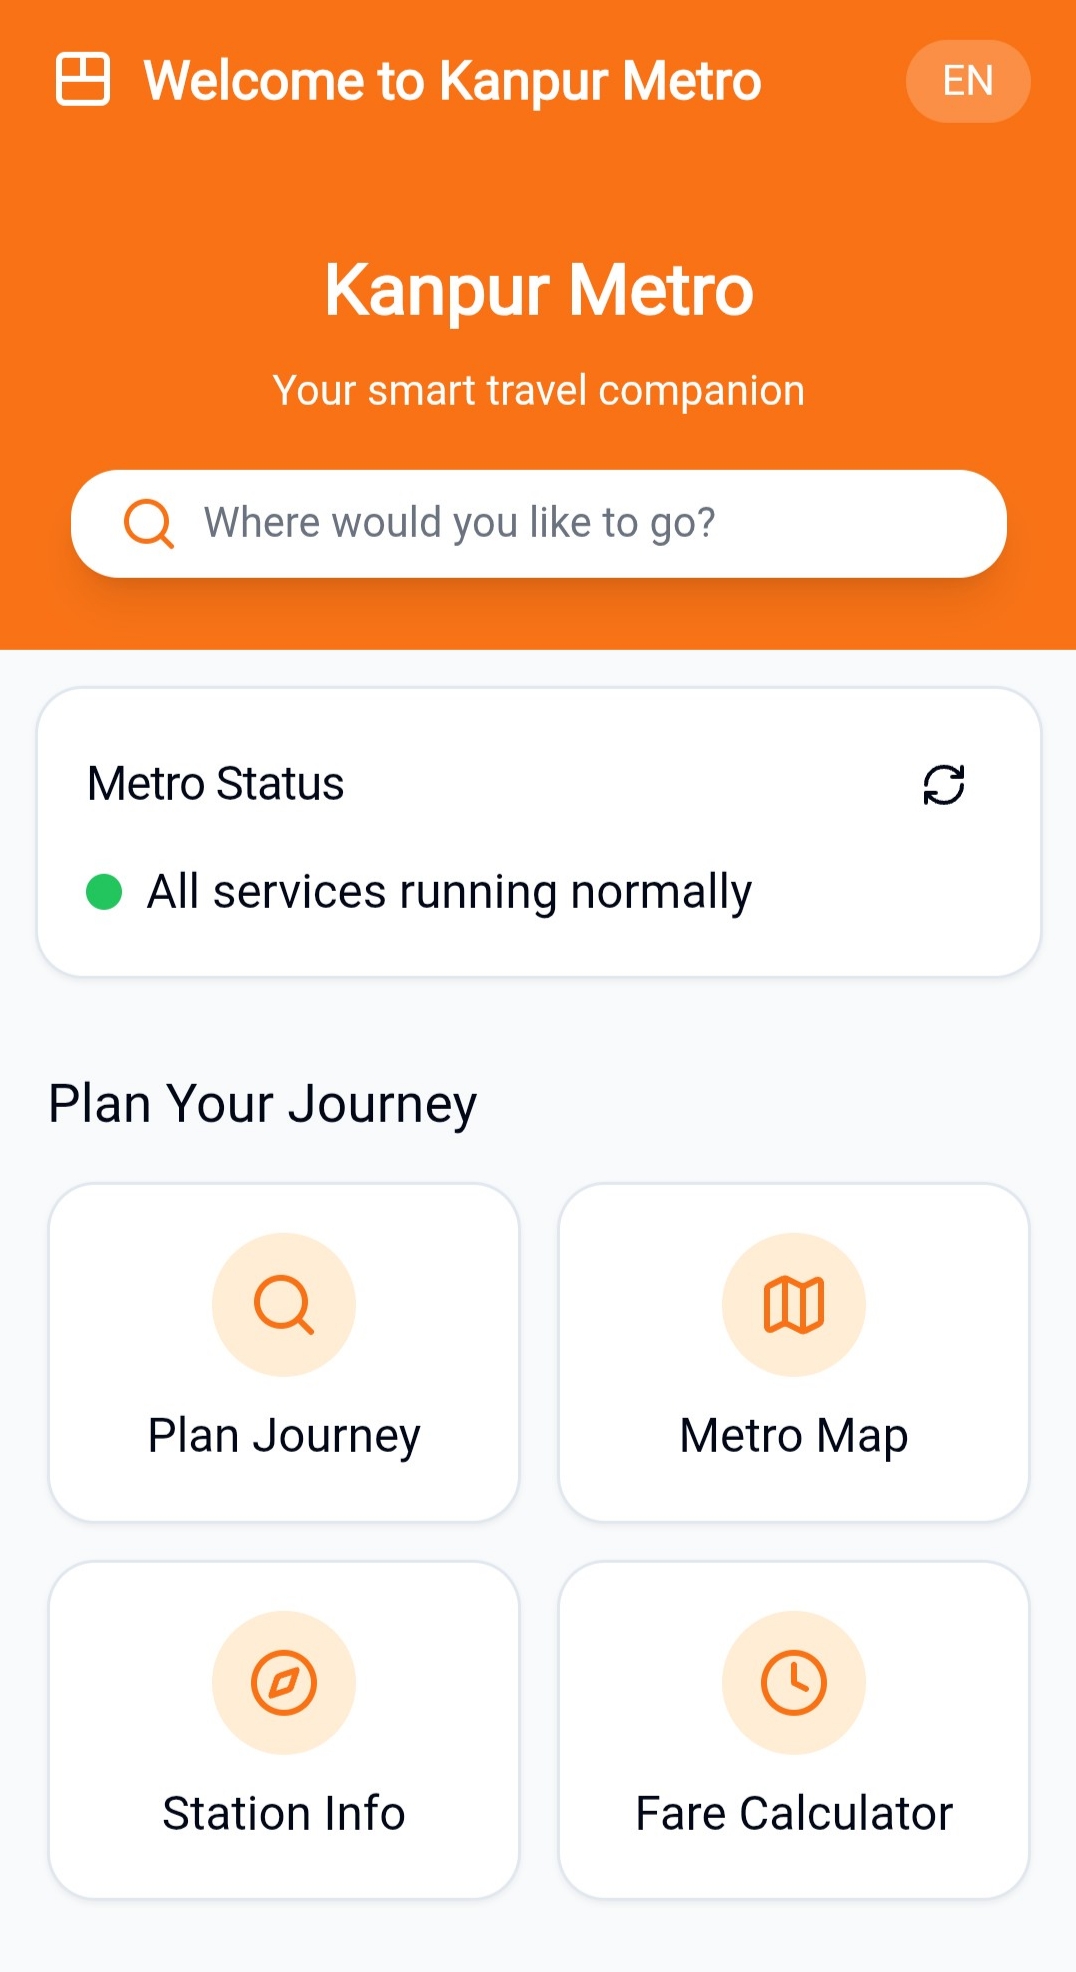 Welcome to Kanpur Metro
EN
Kanpur Metro
Your smart travel companion
Where would you like to go?
Metro Status
All services running normally
Plan Your Journey
Plan Journey
Metro Map
Station Info
Fare Calculator